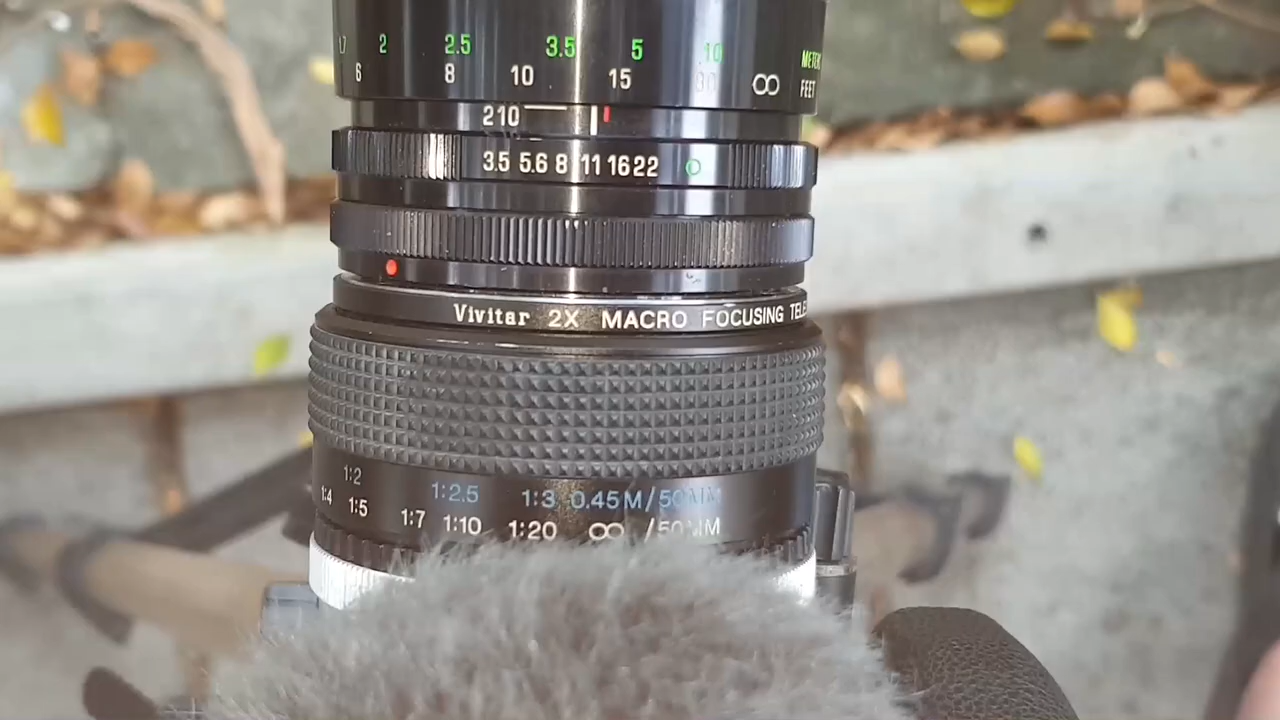 1.7 2 2.5 3.5 5 10
6 8 10 15 30 ∞ FEET
210
3.5 5.6 8 11 16 22 O
Vivitar 2X MACRO FOCUSING
1:2 1:2.5 1:3 0.45M/50MM
1:4 1:5 1:7 1:10 1:20 ∞ /50MM